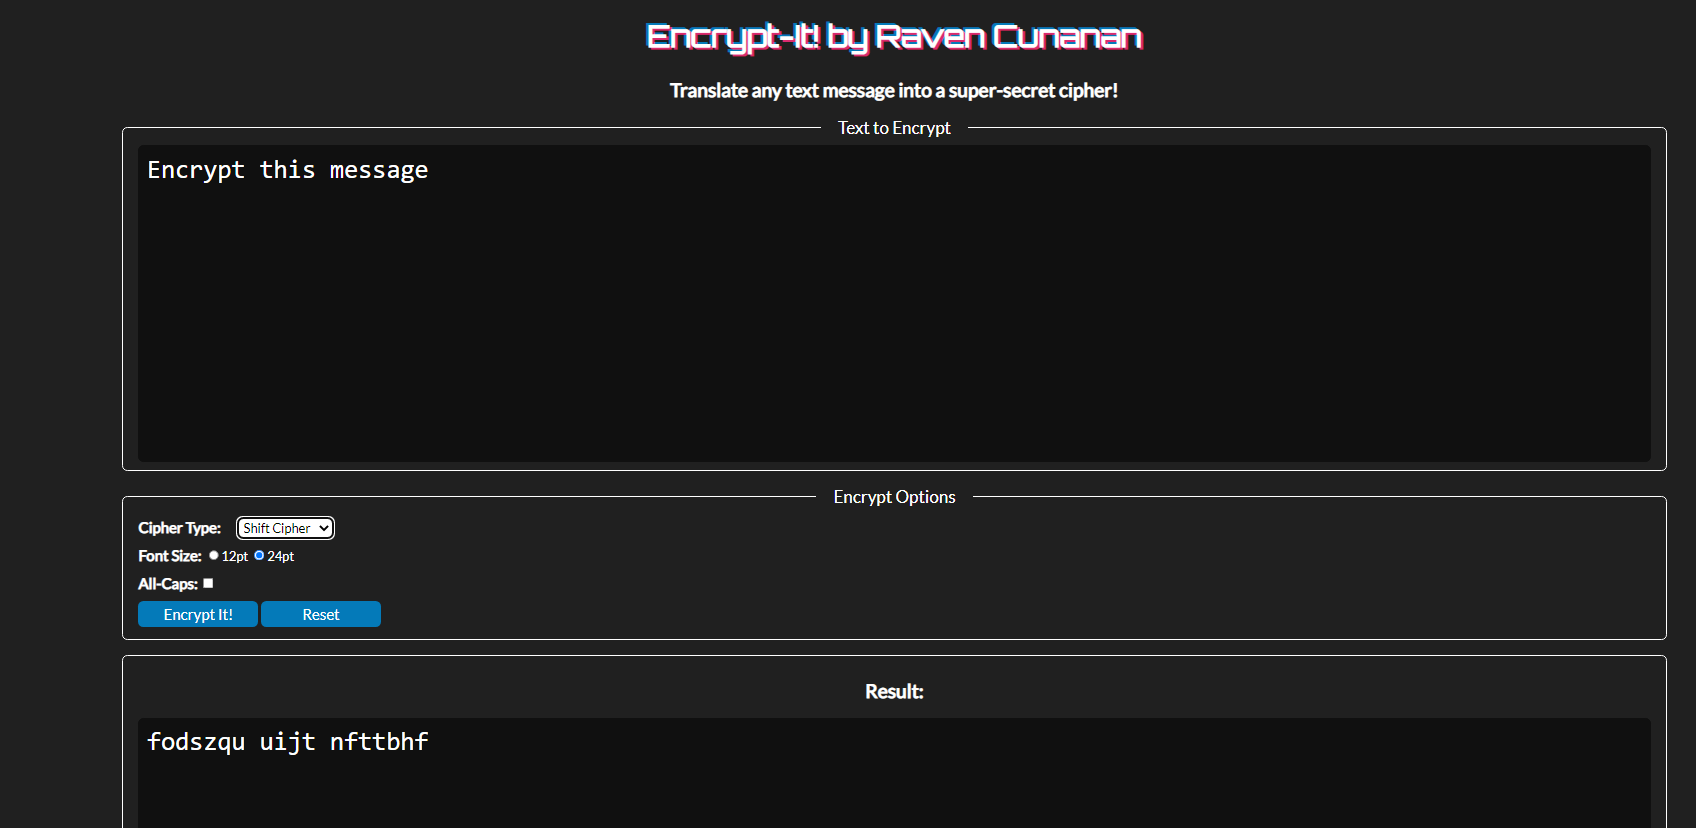 Encrypt-It! by Raven Cunanan
Translate any text message into a super-secret cipher!
Text to Encrypt
Encrypt this message
Encrypt Options
Cipher Type: Shift Cipher
Font Size: 12pt 24pt
All-Caps:
Encrypt It! Reset
Result:
fodszqu uijt nfttbhf